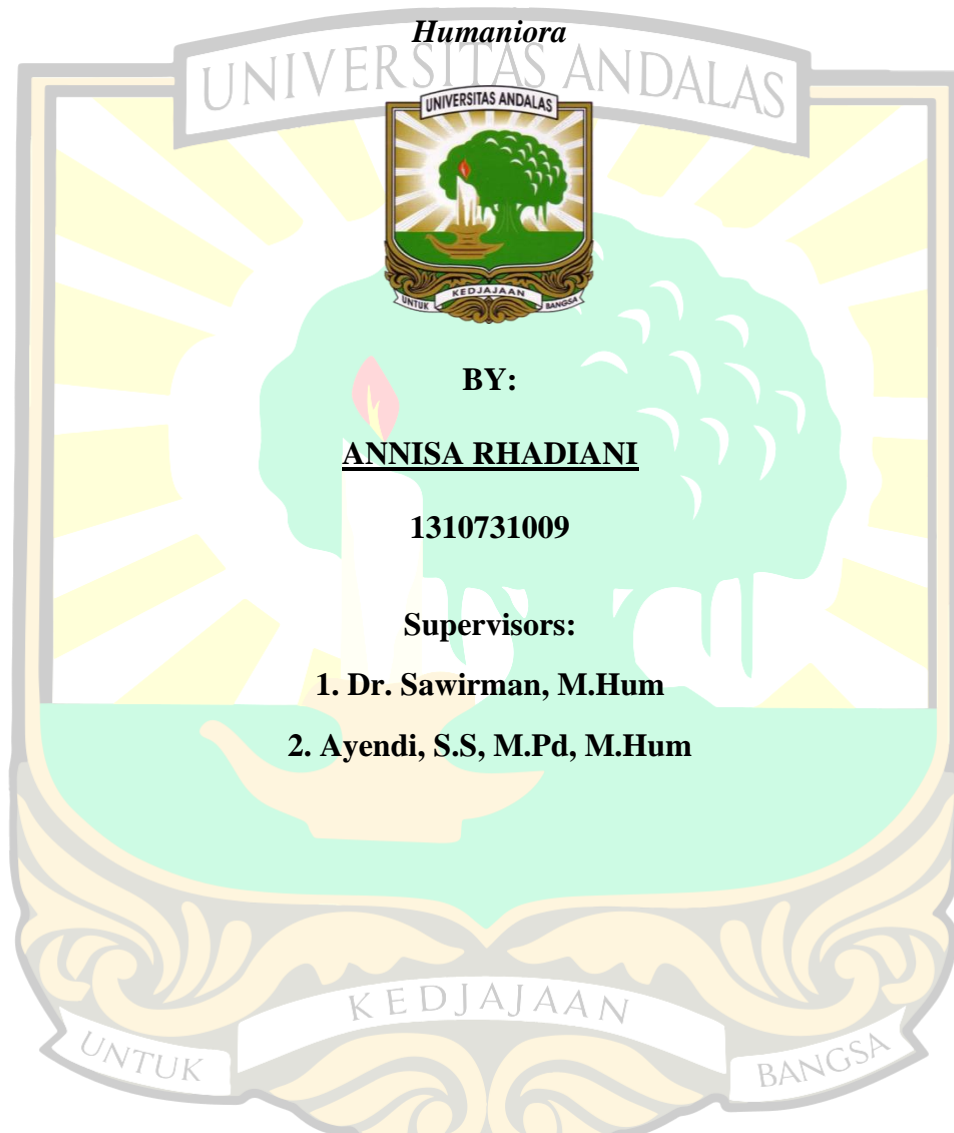 Humaniora
UNIVERSITAS ANDALAS
UNIVERSITAS ANDALAS
UNTUK KEDJAJAAN BANGSA
BY:
ANNISA RHADIANI
1310731009
Supervisors:
1. Dr. Sawirman, M.Hum
2. Ayendi, S.S, M.Pd, M.Hum
UNTUK KEDJAJAAN BANGSA